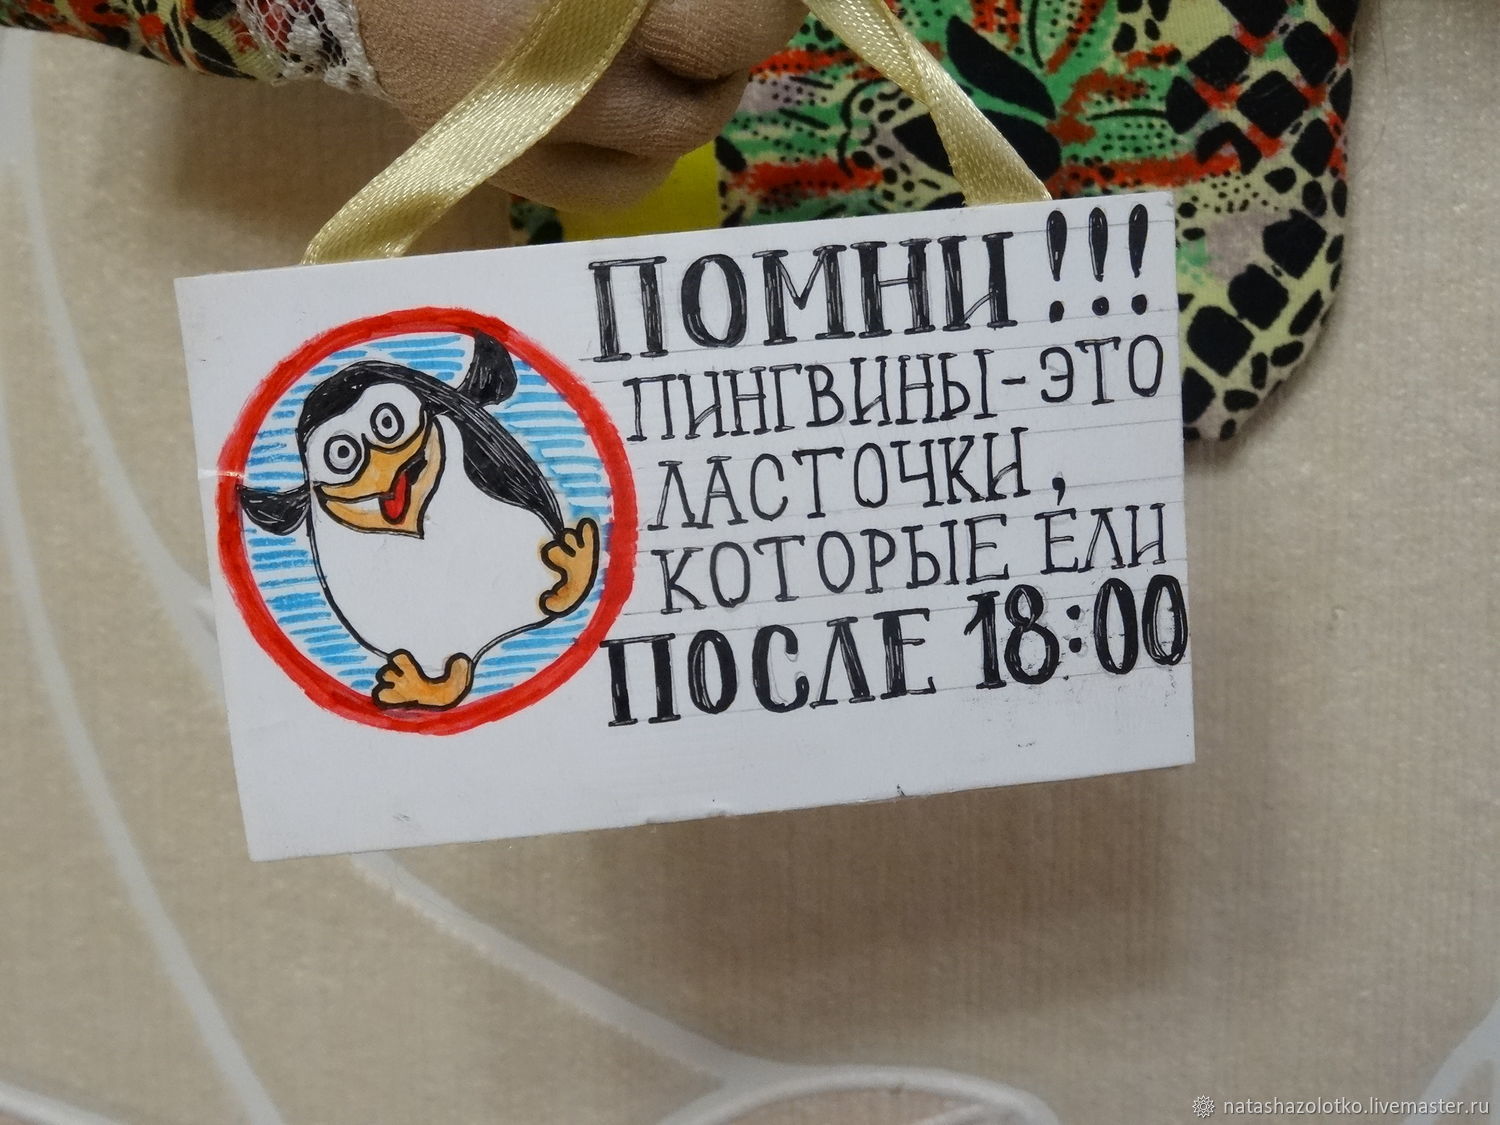 ПОМНИ!!!
ПИНГВИНЫ-ЭТО
ЛАСТОЧКИ,
КОТОРЫЕ ЕЛИ
ПОСЛЕ 18:00
natashazolotko.livemaster.ru